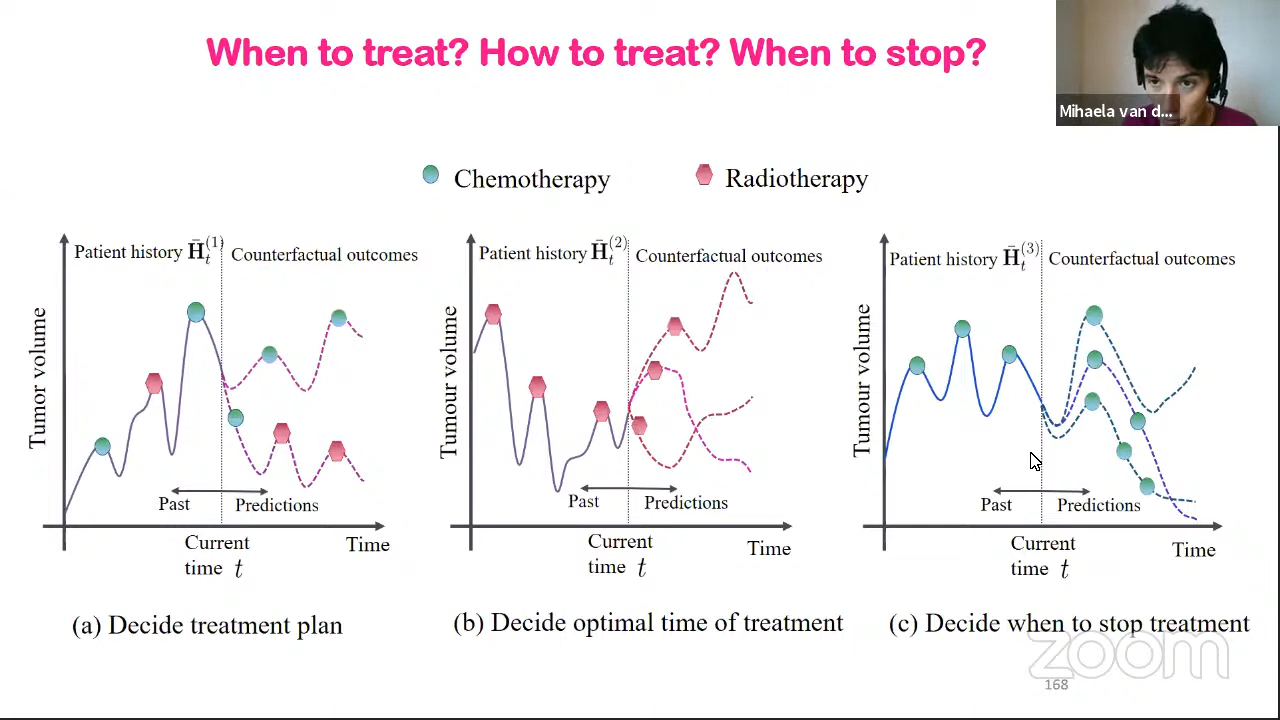 When to treat? How to treat? When to stop?
Mihaela van d...
Chemotherapy
Radiotherapy
Patient history H̄ₜ⁽¹⁾
Counterfactual outcomes
Tumor volume
Past
Predictions
Current
time t
Time
(a) Decide treatment plan
Patient history H̄ₜ⁽²⁾
Counterfactual outcomes
Tumour volume
Past
Predictions
Current
time t
Time
(b) Decide optimal time of treatment
Patient history H̄ₜ⁽³⁾
Counterfactual outcomes
Tumour volume
Past
Predictions
Current
time t
Time
(c) Decide when to stop treatment
zoom
168